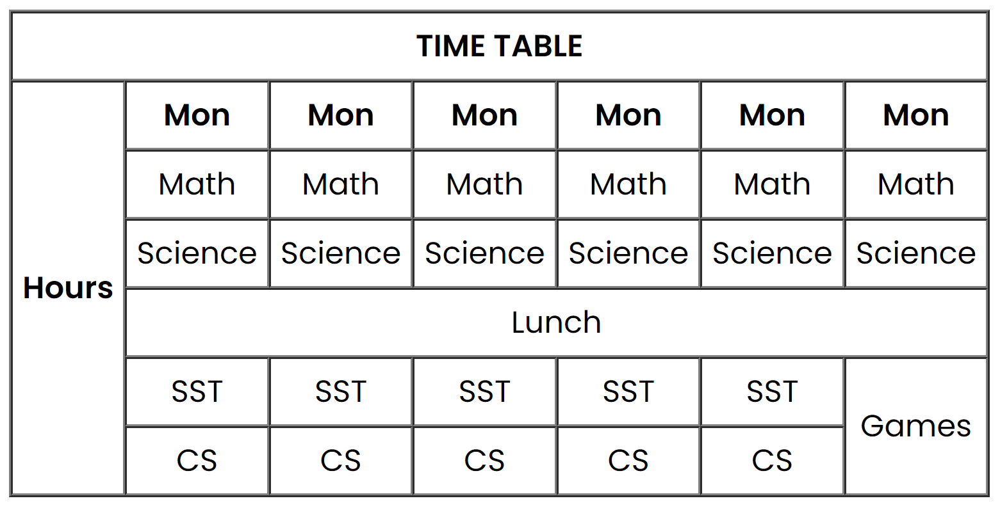 TIME TABLE
Mon Mon Mon Mon Mon Mon
Math Math Math Math Math Math
Science Science Science Science Science Science
Hours
Lunch
SST SST SST SST SST
Games
CS CS CS CS CS